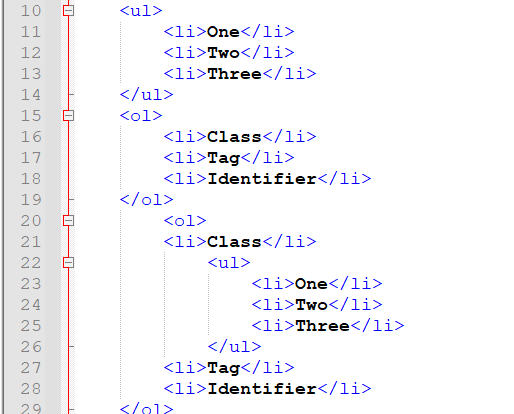 10 <ul>
11 <li>One</li>
12 <li>Two</li>
13 <li>Three</li>
14 </ul>
15 <ol>
16 <li>Class</li>
17 <li>Tag</li>
18 <li>Identifier</li>
19 </ol>
20 <ol>
21 <li>Class</li>
22 <ul>
23 <li>One</li>
24 <li>Two</li>
25 <li>Three</li>
26 </ul>
27 <li>Tag</li>
28 <li>Identifier</li>
29 </ol>